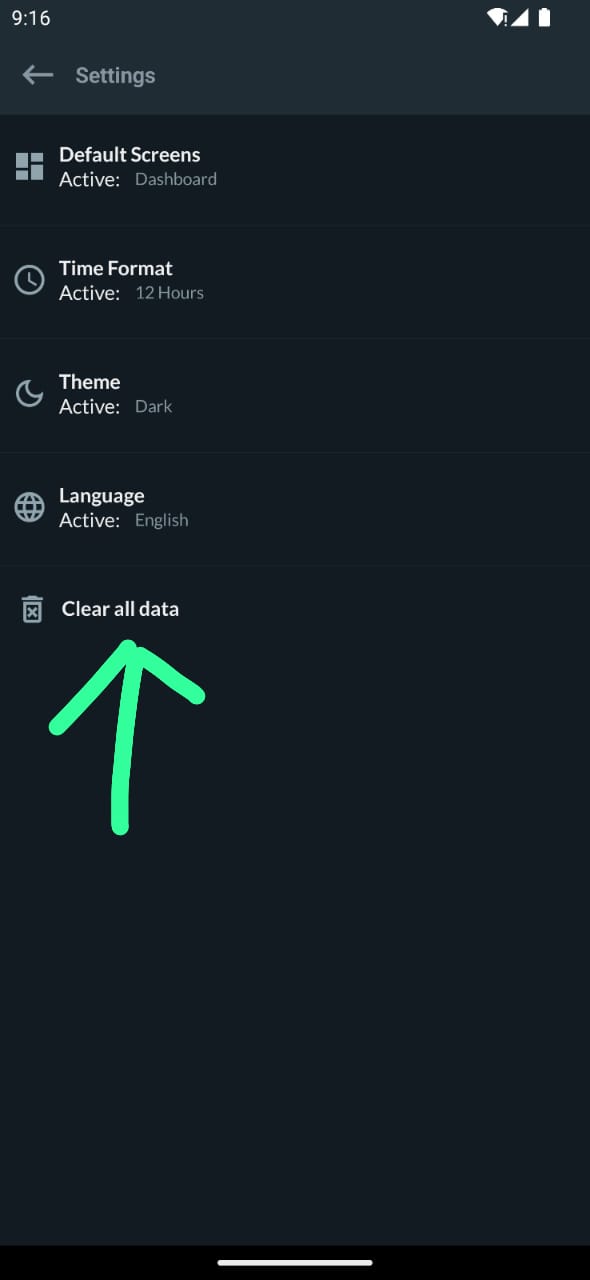 9:16
Settings
Default Screens
Active: Dashboard
Time Format
Active: 12 Hours
Theme
Active: Dark
Language
Active: English
Clear all data